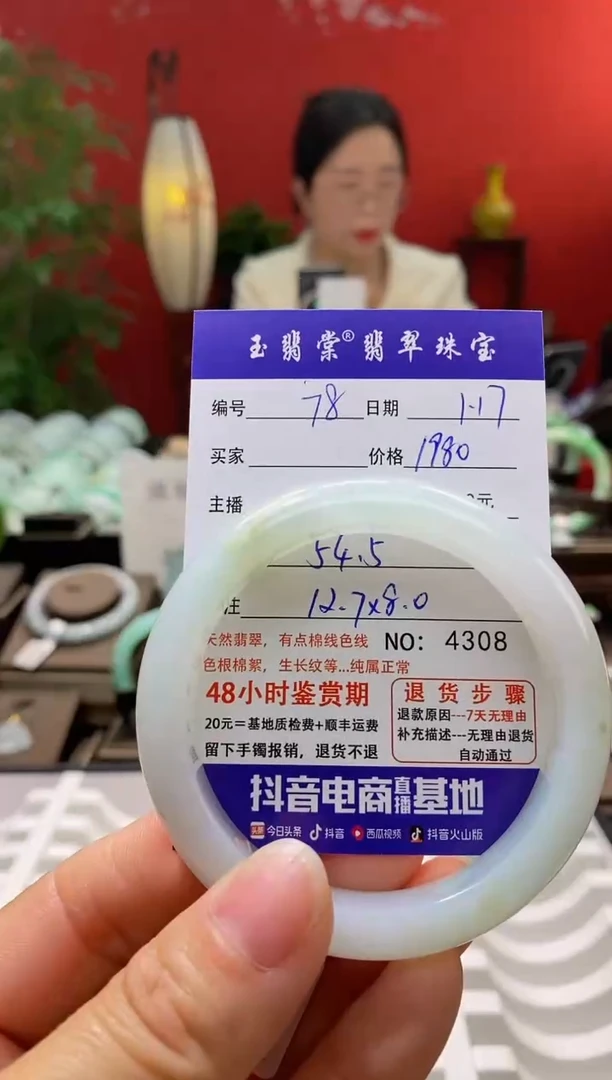 玉翡棠®翡翠珠宝
编号 78 日期 1.17
买家 价格 1980
主播 元
54.5
注 12.7x8.0
天然翡翠，有点棉线色线 NO： 4308
色根棉絮，生长纹等...纯属正常
48小时鉴赏期
20元=基地质检费+顺丰运费
留下手镯报销，退货不退
退货步骤
退款原因---7天无理由
补充描述---无理由退货
自动通过
抖音电商直播基地
头条 今日头条 抖音 西瓜视频 抖音火山版